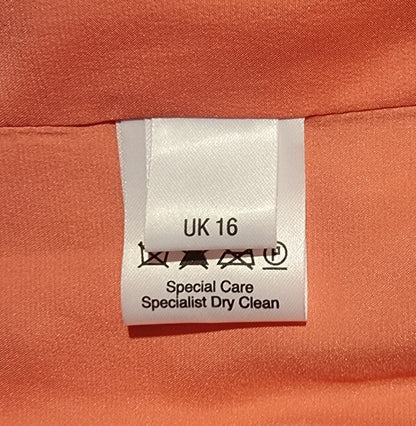 UK 16
P
Special Care
Specialist Dry Clean